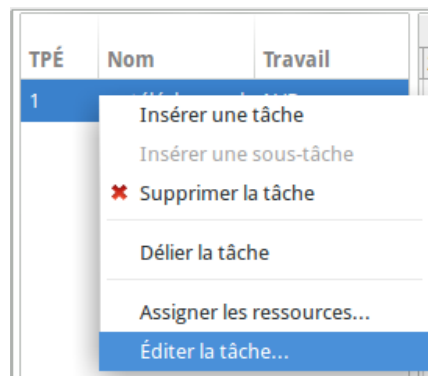 TPÉ Nom Travail
1
Insérer une tâche
Insérer une sous-tâche
Supprimer la tâche
Délier la tâche
Assigner les ressources...
Éditer la tâche...